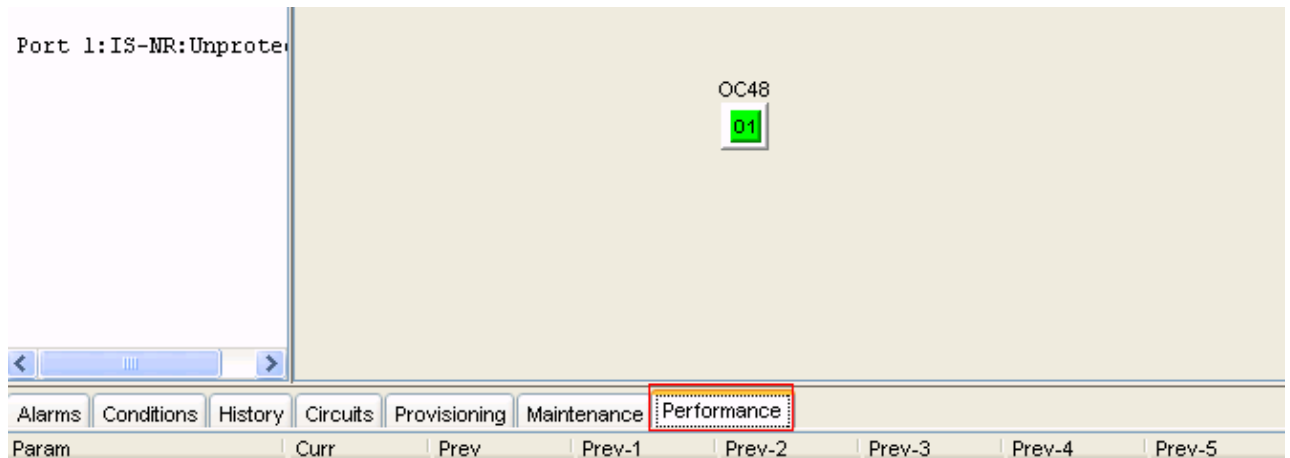 Port 1:IS-NR:Unprote
OC48
01
Alarms Conditions History Circuits Provisioning Maintenance Performance
Param Curr Prev Prev-1 Prev-2 Prev-3 Prev-4 Prev-5